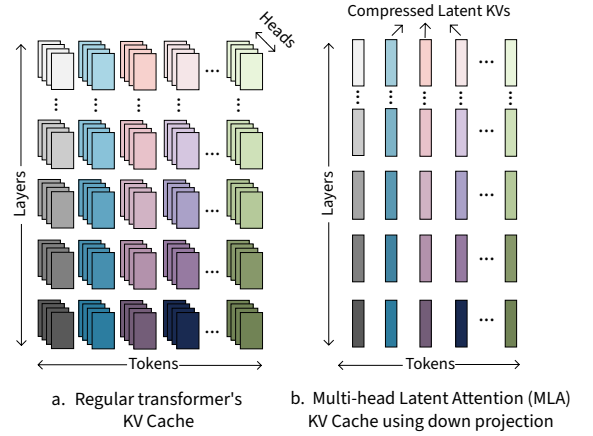 Compressed Latent KVs
Heads
Layers
Layers
Tokens
Tokens
a. Regular transformer's
KV Cache
b. Multi-head Latent Attention (MLA)
KV Cache using down projection